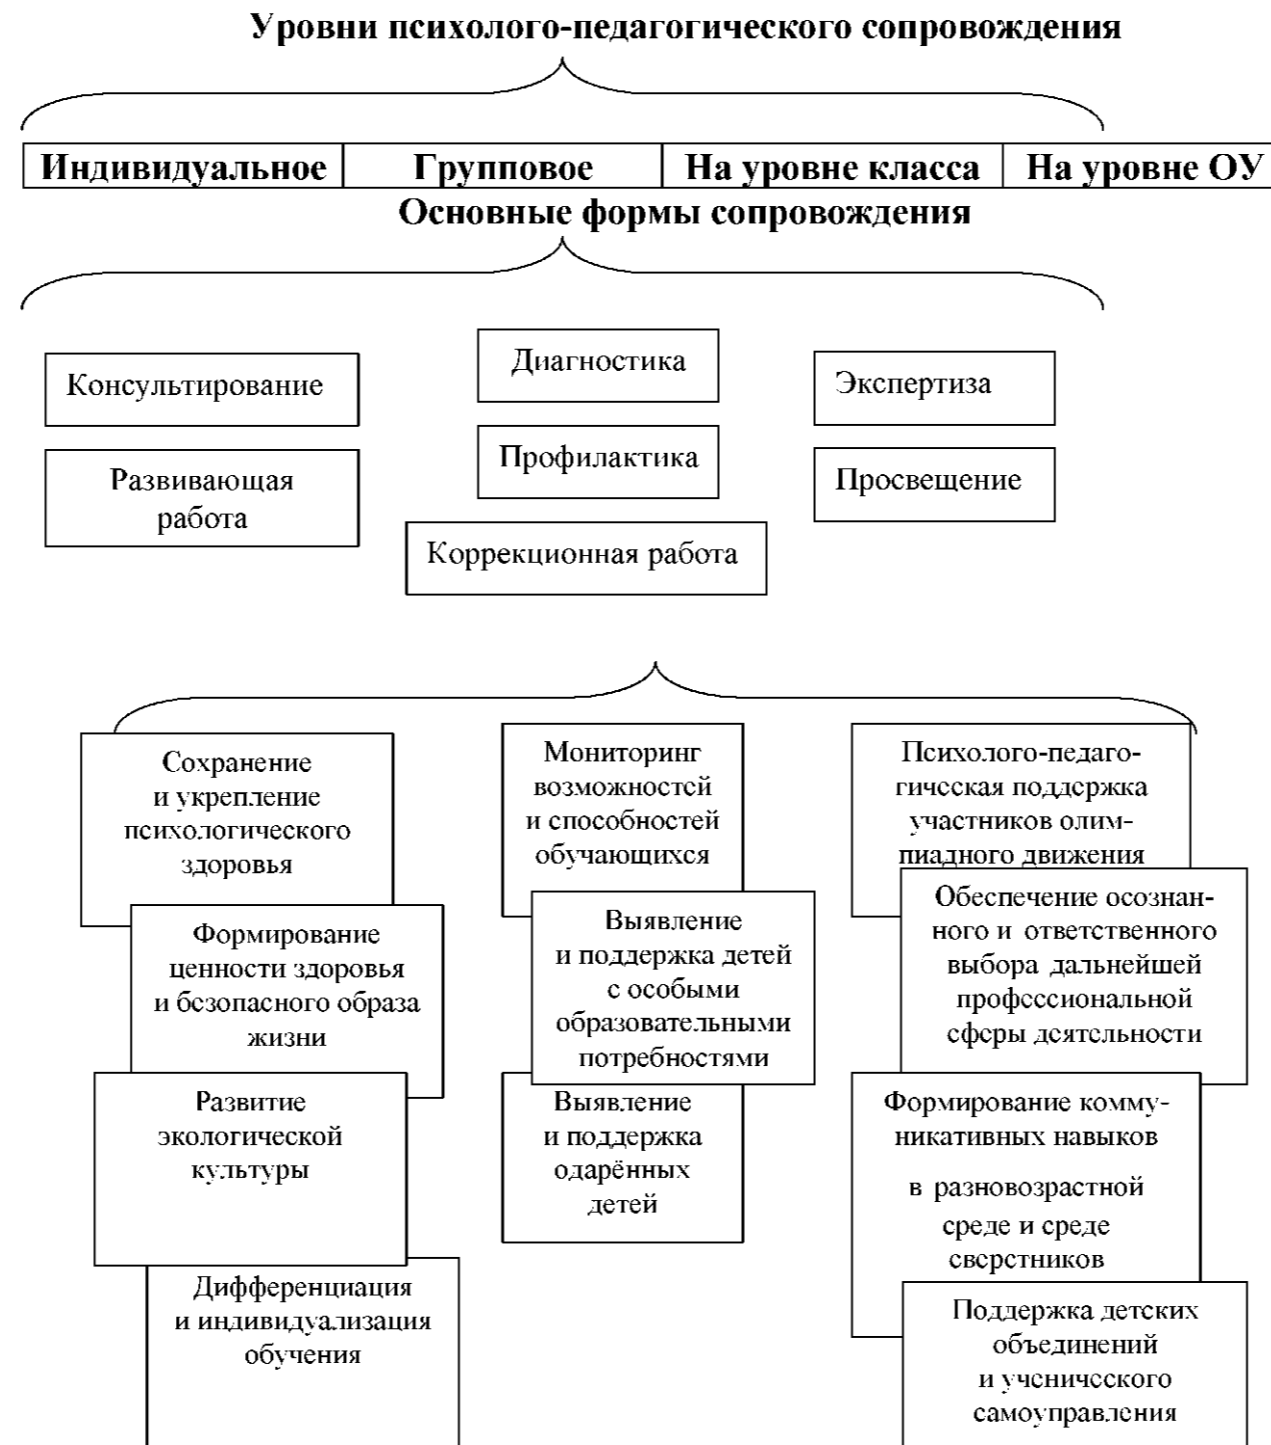 Уровни психолого-педагогического сопровождения
Индивидуальное
Групповое
На уровне класса
На уровне ОУ
Основные формы сопровождения
Консультирование
Развивающая
работа
Диагностика
Профилактика
Коррекционная работа
Экспертиза
Просвещение
Сохранение
и укрепление
психологического
здоровья
Формирование
ценности здоровья
и безопасного образа
жизни
Развитие
экологической
культуры
Дифференциация
и индивидуализация
обучения
Мониторинг
возможностей
и способностей
обучающихся
Выявление
и поддержка детей
с особыми
образовательными
потребностями
Выявление
и поддержка
одарённых
детей
Психолого-педаго-
гическая поддержка
участников олим-
пиадного движения
Обеспечение осознан-
ного и ответственного
выбора дальнейшей
профессиональной
сферы деятельности
Формирование комму-
никативных навыков
в разновозрастной
среде и среде
сверстников
Поддержка детских
объединений
и ученического
самоуправления